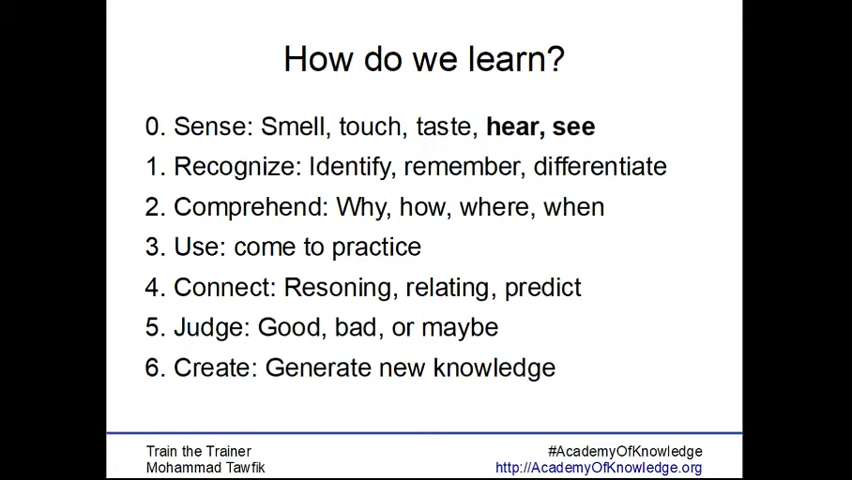 How do we learn?
0. Sense: Smell, touch, taste, hear, see
1. Recognize: Identify, remember, differentiate
2. Comprehend: Why, how, where, when
3. Use: come to practice
4. Connect: Resoning, relating, predict
5. Judge: Good, bad, or maybe
6. Create: Generate new knowledge
Train the Trainer
Mohammad Tawfik
#AcademyOfKnowledge
http://AcademyOfKnowledge.org